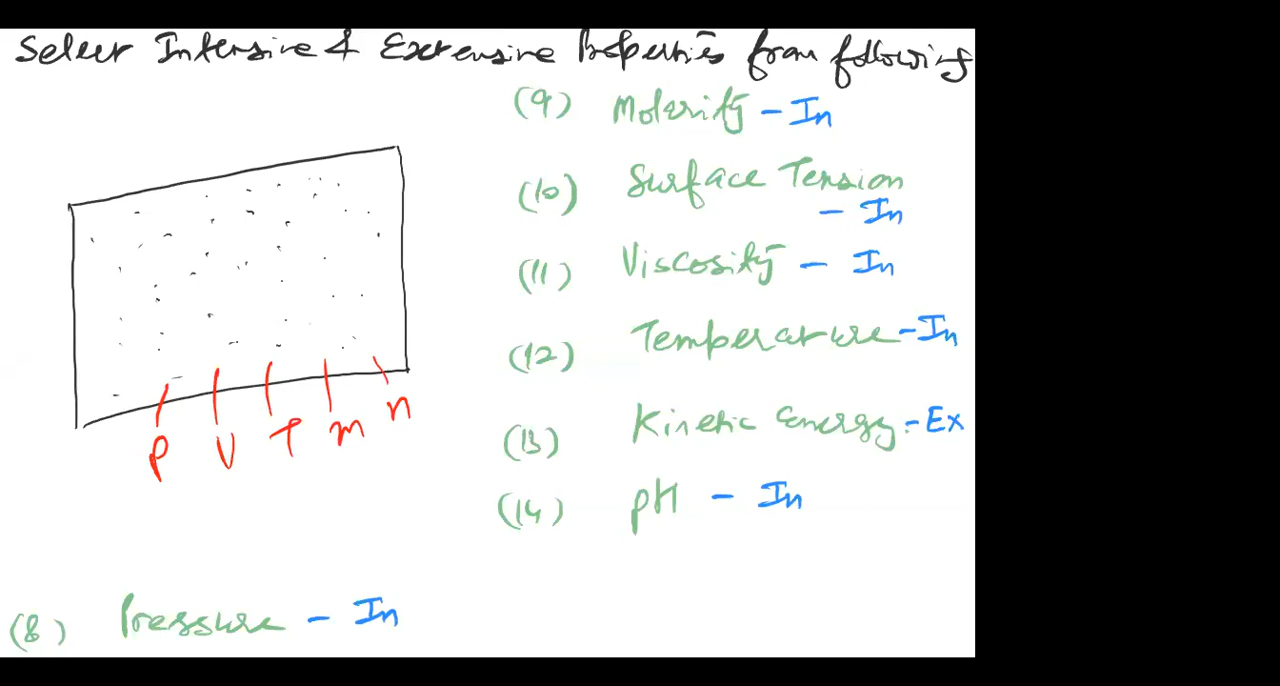 Select Intensive & Extensive Properties from following
(9) Molarity - In
(10) Surface Tension
- In
(11) Viscosity - In
(12) Temperature - In
(13) Kinetic Energy - Ex
(14) pH - In
P V T m n
(8) Pressure - In